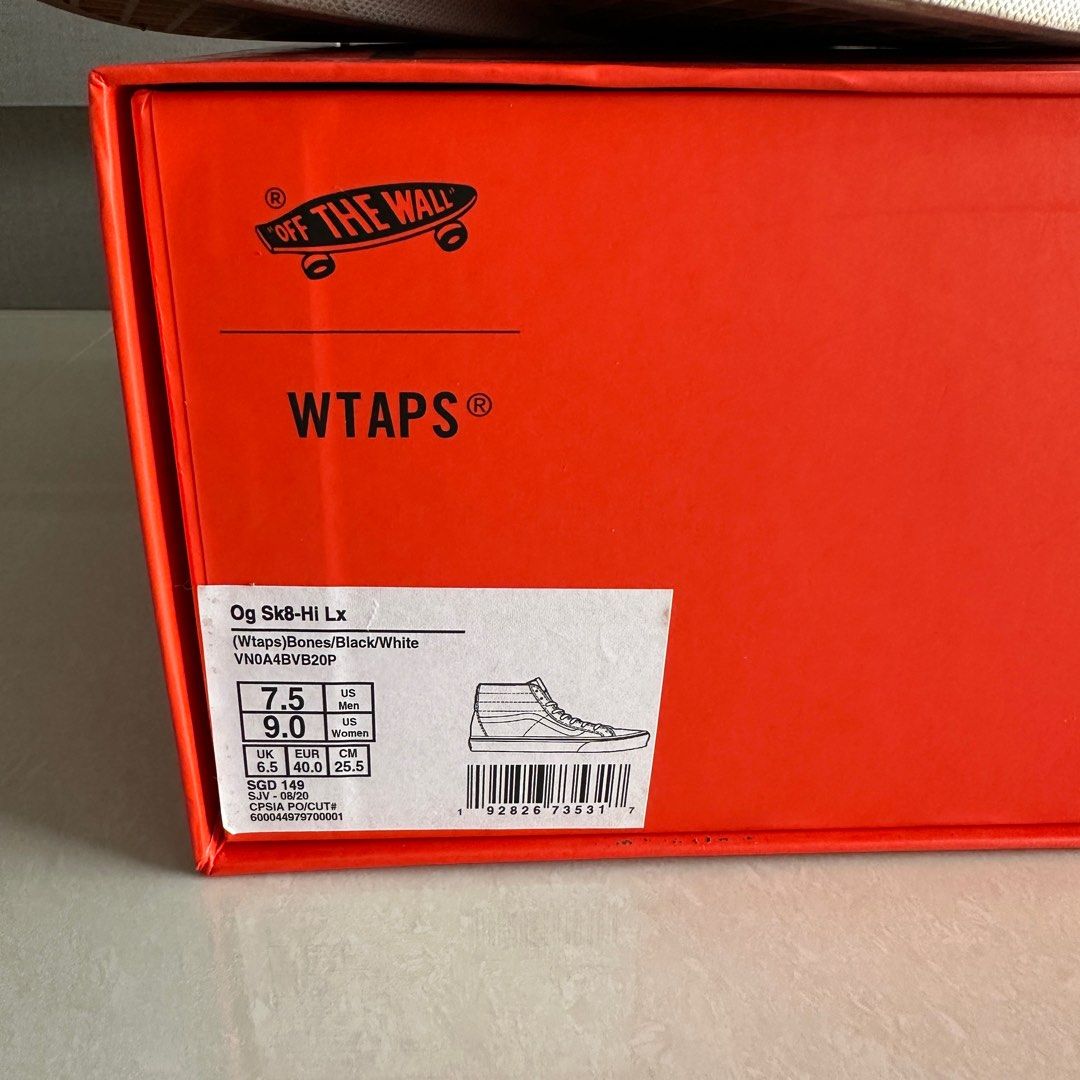 ®
"OFF THE WALL"
WTAPS®
Og Sk8-Hi Lx
(Wtaps)Bones/Black/White
VN0A4BVB20P
7.5 US Men
9.0 US Women
UK EUR CM
6.5 40.0 25.5
SGD 149
SJV - 08/20
CPSIA PO/CUT#
600044979700001
1 92826 73531 7